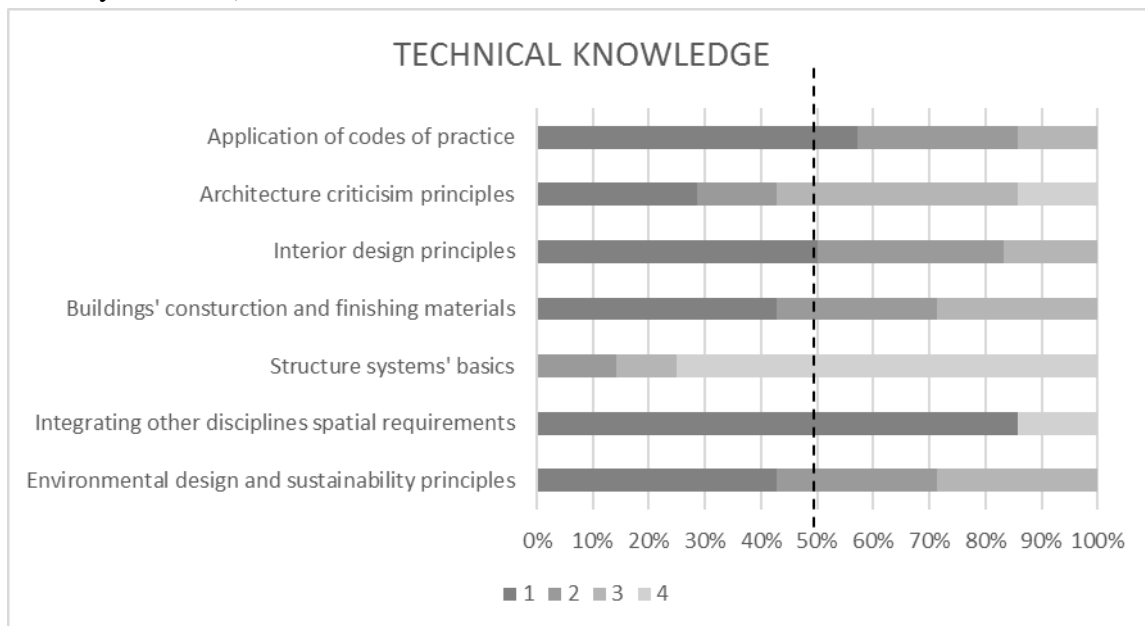 TECHNICAL KNOWLEDGE
Application of codes of practice
Architecture criticisim principles
Interior design principles
Buildings' consturction and finishing materials
Structure systems' basics
Integrating other disciplines spatial requirements
Environmental design and sustainability principles
0% 10% 20% 30% 40% 50% 60% 70% 80% 90% 100%
1 2 3 4